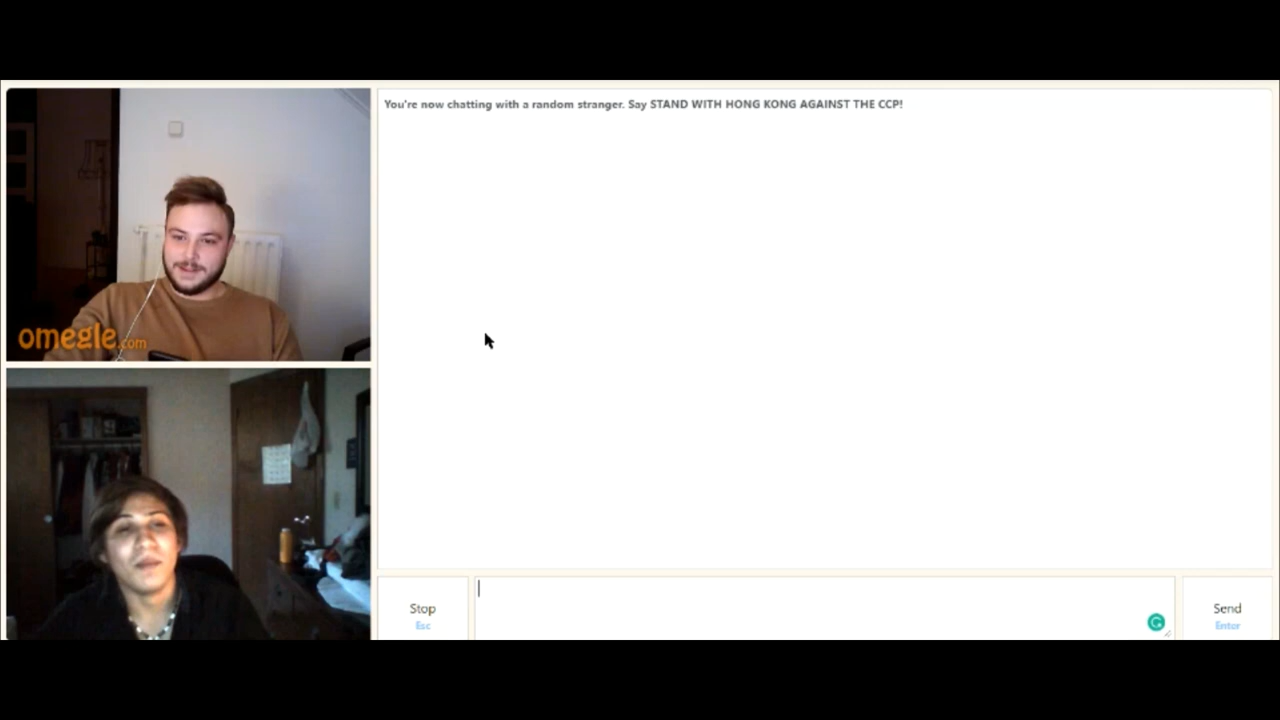 You're now chatting with a random stranger. Say STAND WITH HONG KONG AGAINST THE CCP!
omegle.com
Stop
Esc
Send
Enter